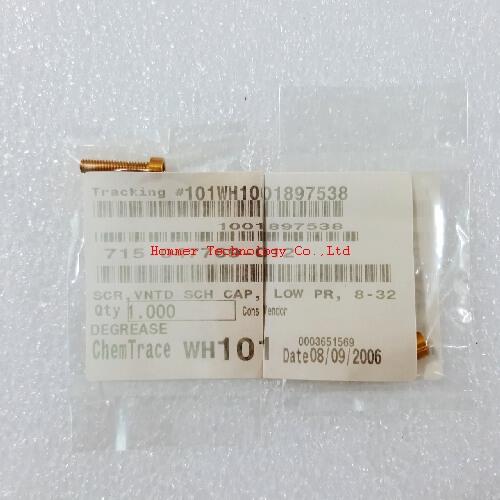 Tracking #101WH1001897538
1001897538
Hommer Technology Co.,Ltd
715
SCR,VNTD SCH CAP, LOW PR, 8-32
Qty 1.000 Cons Vendor
DEGREASE
0003651569
ChemTrace WH101
Date08/09/2006